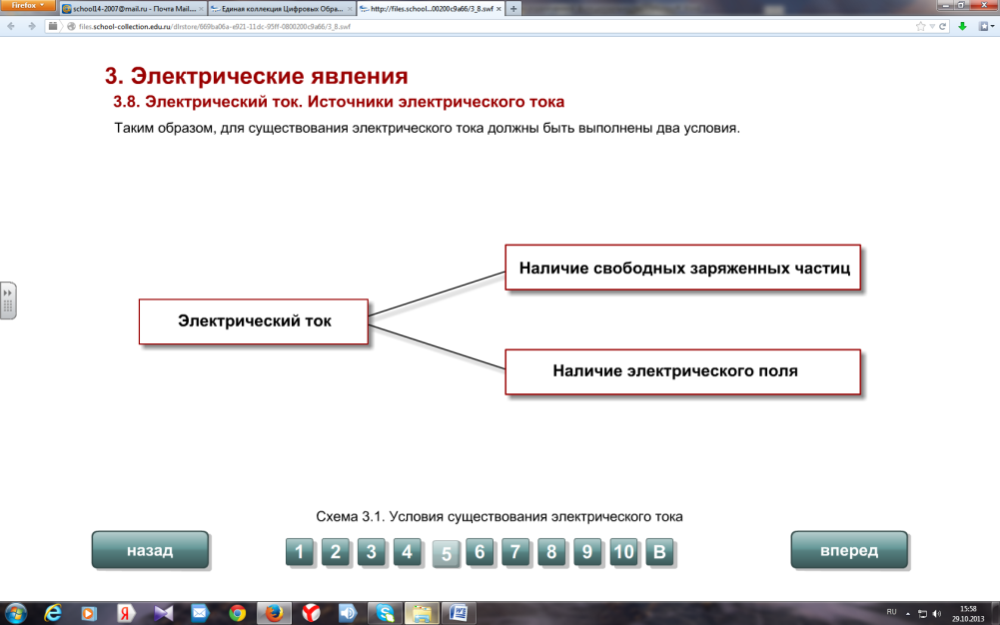 Firefox
school14-2007@mail.ru - Почта Mail....
Единая коллекция Цифровых Обра...
http://files.school...00200c9a66/3_8.swf
files.school-collection.edu.ru/dlrstore/669ba06a-e921-11dc-95ff-0800200c9a66/3_8.swf
3. Электрические явления
3.8. Электрический ток. Источники электрического тока
Таким образом, для существования электрического тока должны быть выполнены два условия.
Наличие свободных заряженных частиц
Электрический ток
Наличие электрического поля
Схема 3.1. Условия существования электрического тока
назад
1 2 3 4 5 6 7 8 9 10 В
вперед
RU
15:58
29.10.2013